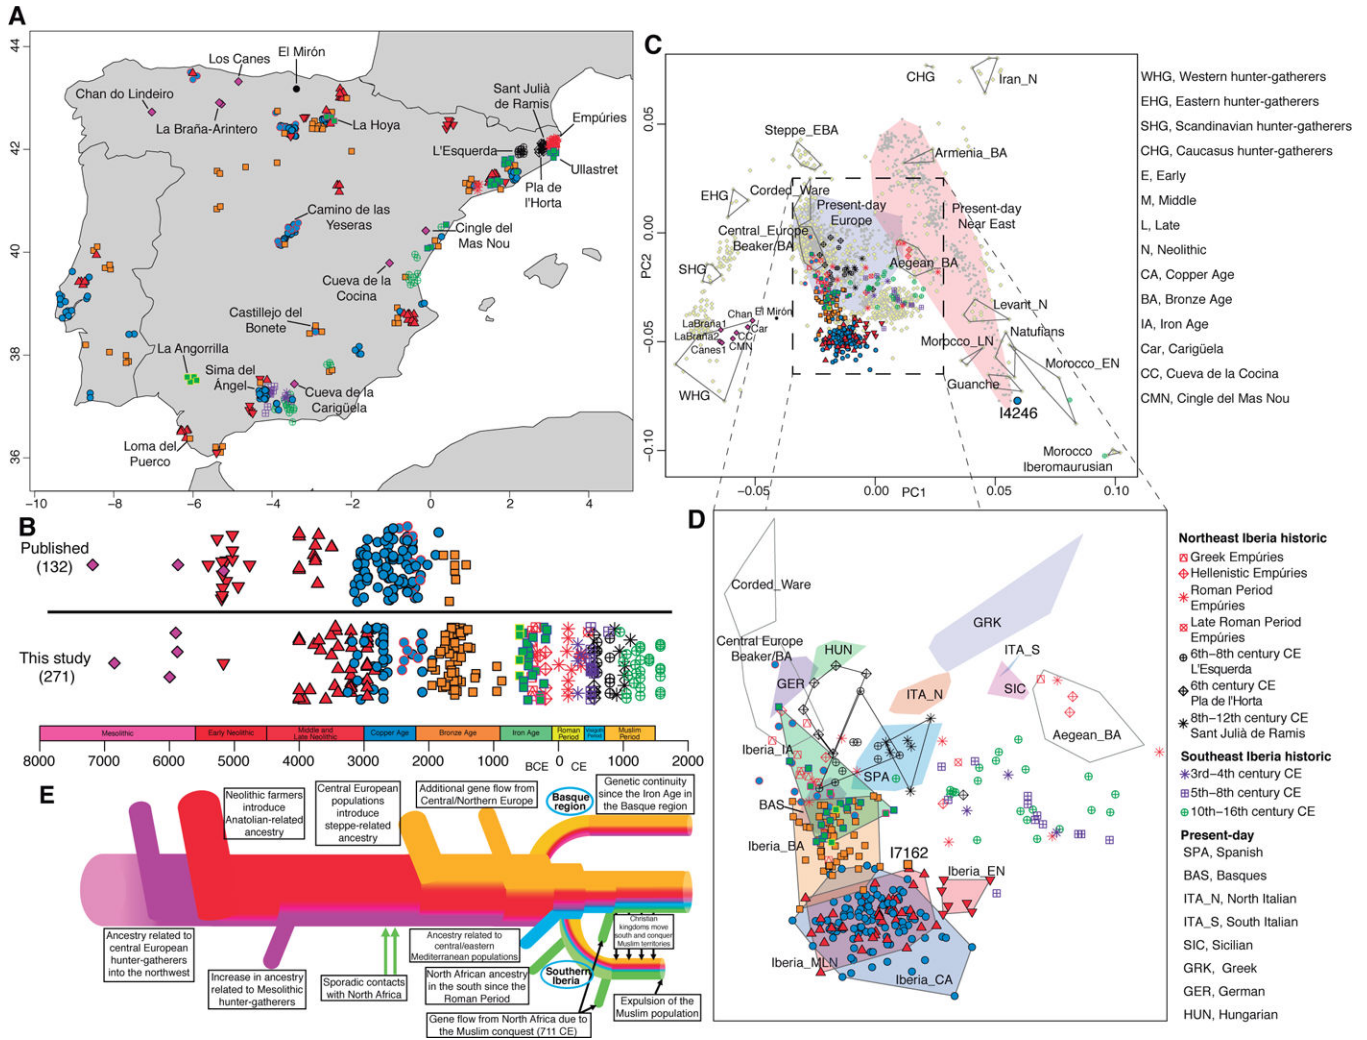 A
44
42
40
38
36
-10
-8
-6
-4
-2
0
2
4
Los Canes
El Mirón
Chan do Lindeiro
La Braña-Arintero
La Hoya
Sant Julià
de Ramis
Empúries
L'Esquerda
Ullastret
Pla de
l'Horta
Camino de las
Yeseras
Cingle del
Mas Nou
Cueva de la
Cocina
Castillejo del
Bonete
La Angorrilla
Sima del
Ángel
Cueva de la
Carigüela
Loma del
Puerco
B
Published
(132)
This study
(271)
Mesolithic
Early Neolithic
Middle and
Late Neolithic
Copper Age
Bronze Age
Iron Age
Roman
Period
Muslim
Period
8000
7000
6000
5000
4000
3000
2000
1000
BCE
0
CE
1000
2000
C
CHG
Iran_N
Steppe_EBA
Armenia_BA
Corded_Ware
EHG
Present-day
Europe
Present-day
Near East
Central_Europe
Beaker/BA
Aegean_BA
SHG
Levant_N
Chan
El Mirón
LaBraña1
Car
LaBraña2
CC
Canes1
CMN
Natufians
Morocco_LN
Morocco_EN
WHG
Guanche
I4246
Morocco
Iberomaurusian
0.05
0.00
-0.05
-0.10
PC2
-0.05
0.00
PC1
0.05
0.10
WHG, Western hunter-gatherers
EHG, Eastern hunter-gatherers
SHG, Scandinavian hunter-gatherers
CHG, Caucasus hunter-gatherers
E, Early
M, Middle
L, Late
N, Neolithic
CA, Copper Age
BA, Bronze Age
IA, Iron Age
Car, Carigüela
CC, Cueva de la Cocina
CMN, Cingle del Mas Nou
D
Corded_Ware
GRK
Central Europe
Beaker/BA
HUN
ITA_S
GER
SIC
ITA_N
Aegean_BA
Iberia_IA
SPA
BAS
Iberia_BA
I7162
Iberia_EN
Iberia_MLN
Iberia_CA
Northeast Iberia historic
Greek Empúries
Hellenistic Empúries
Roman Period
Empúries
Late Roman Period
Empúries
6th–8th century CE
L'Esquerda
6th century CE
Pla de l'Horta
8th–12th century CE
Sant Julià de Ramis
Southeast Iberia historic
3rd–4th century CE
5th–8th century CE
10th–16th century CE
Present-day
SPA, Spanish
BAS, Basques
ITA_N, North Italian
ITA_S, South Italian
SIC, Sicilian
GRK, Greek
GER, German
HUN, Hungarian
E
Neolithic farmers
introduce
Anatolian-related
ancestry
Central European
populations
introduce
steppe-related
ancestry
Additional gene flow from
Central/Northern Europe
Basque
region
Genetic continuity
since the Iron Age in
the Basque region
Ancestry related to
central European
hunter-gatherers
into the northwest
Increase in ancestry
related to Mesolithic
hunter-gatherers
Sporadic contacts
with North Africa
Ancestry related to
central/eastern
Mediterranean populations
North African ancestry
in the south since the
Roman Period
Southern
Iberia
Christian
kingdoms move
south and conquer
Muslim territories
Gene flow from North Africa due to
the Muslim conquest (711 CE)
Expulsion of the
Muslim population